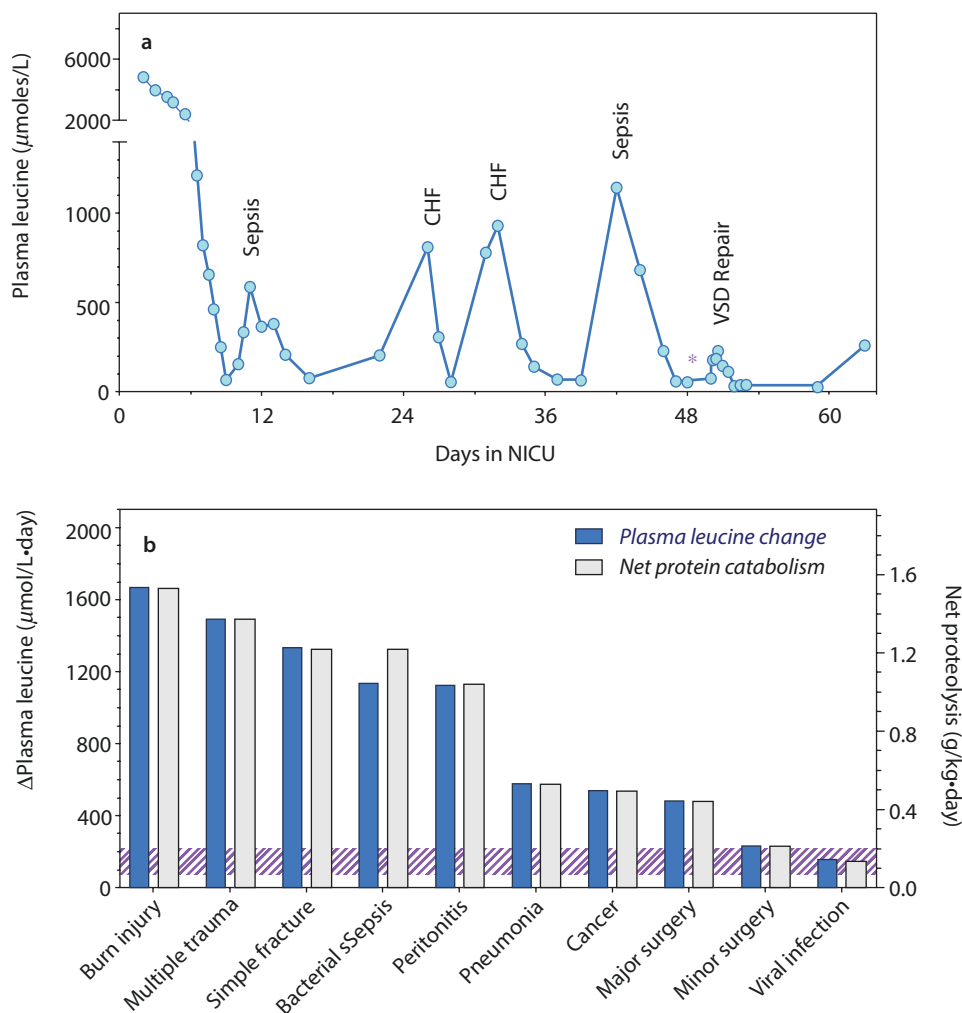 a
Plasma leucine (µmoles/L)
6000
2000
1000
500
0
Sepsis
CHF
CHF
Sepsis
VSD Repair
*
0 12 24 36 48 60
Days in NICU
b
ΔPlasma leucine (µmol/L•day)
2000
1600
1200
800
400
0
Plasma leucine change
Net protein catabolism
1.6
1.2
0.8
0.4
0.0
Net proteolysis (g/kg•day)
Burn injury
Multiple trauma
Simple fracture
Bacterial sSepsis
Peritonitis
Pneumonia
Cancer
Major surgery
Minor surgery
Viral infection